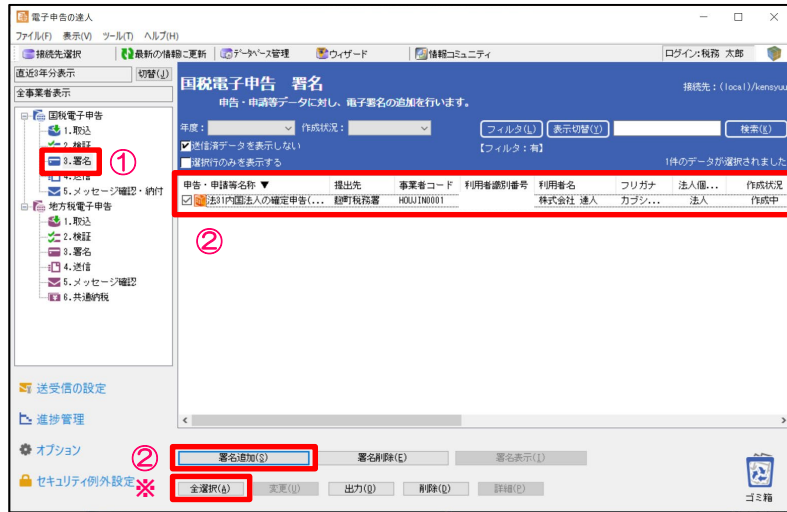 電子申告の達人
ファイル(F) 表示(V) ツール(T) ヘルプ(H)
接続先選択 最新の情報に更新 データベース管理 ウィザード 情報コミュニティ ログイン:税務 太郎
直近3年分表示 切替(J)
全事業者表示
国税電子申告
1.取込
2.検証
3.署名 ①
4.送信
5.メッセージ確認・納付
地方税電子申告
1.取込
2.検証
3.署名
4.送信
5.メッセージ確認
6.共通納税
送受信の設定
進捗管理
オプション
セキュリティ例外設定
国税電子申告 署名 接続先:(local)/kensyuu
申告・申請等データに対し、電子署名の追加を行います。
年度: 作成状況: フィルタ(L) 表示切替(Y) 検索(K)
送信済データを表示しない 【フィルタ:有】
選択行のみを表示する 1件のデータが選択されました
申告・申請等名称 ▼ 提出先 事業者コード 利用者識別番号 利用者名 フリガナ 法人個... 作成状況
法31内国法人の確定申告(... 麹町税務署 HOUJIN0001 株式会社 達人 カブシ... 法人 作成中
②
② 署名追加(S) 署名削除(E) 署名表示(I)
※ 全選択(A) 変更(U) 出力(O) 削除(D) 詳細(P)
ゴミ箱